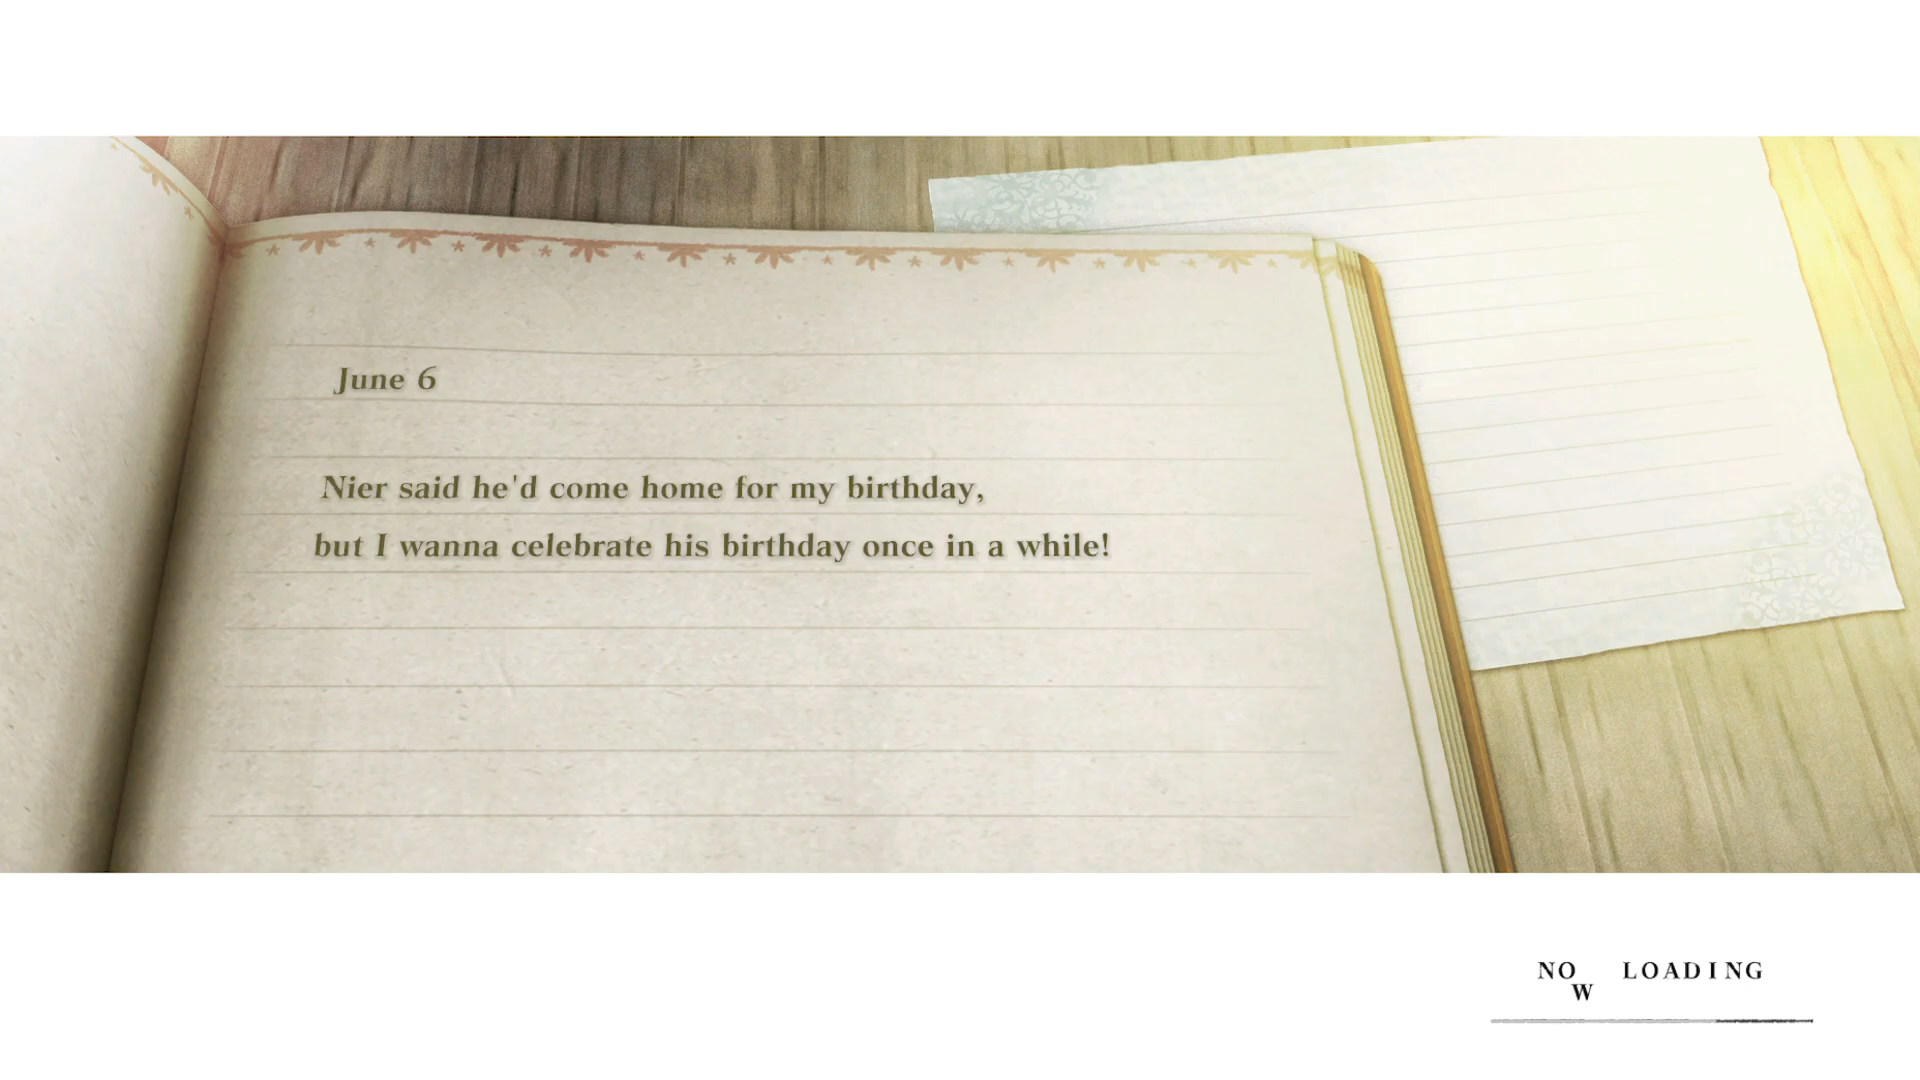 June 6
Nier said he'd come home for my birthday,
but I wanna celebrate his birthday once in a while!
NOW LOADING